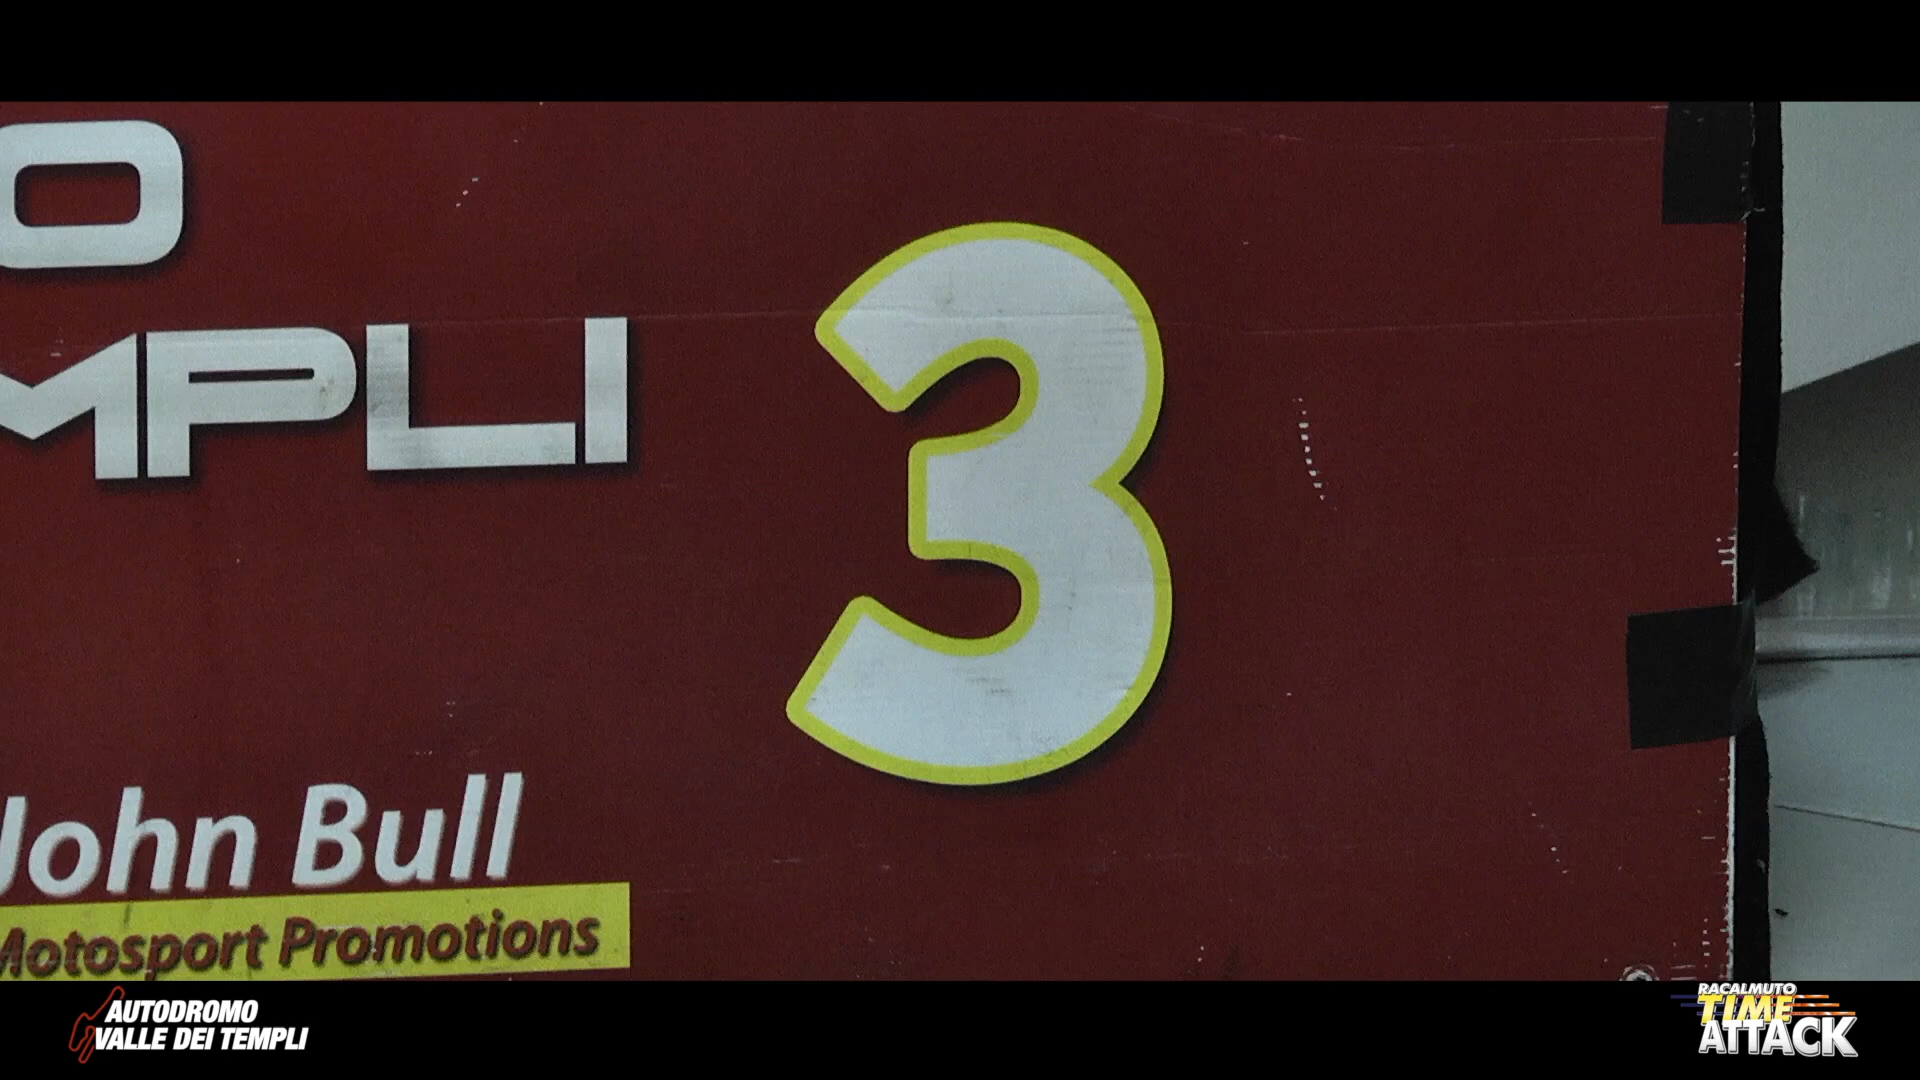 O
MPLI
3
John Bull
Motosport Promotions
AUTODROMO
VALLE DEI TEMPLI
RACALMUTO
TIME
ATTACK